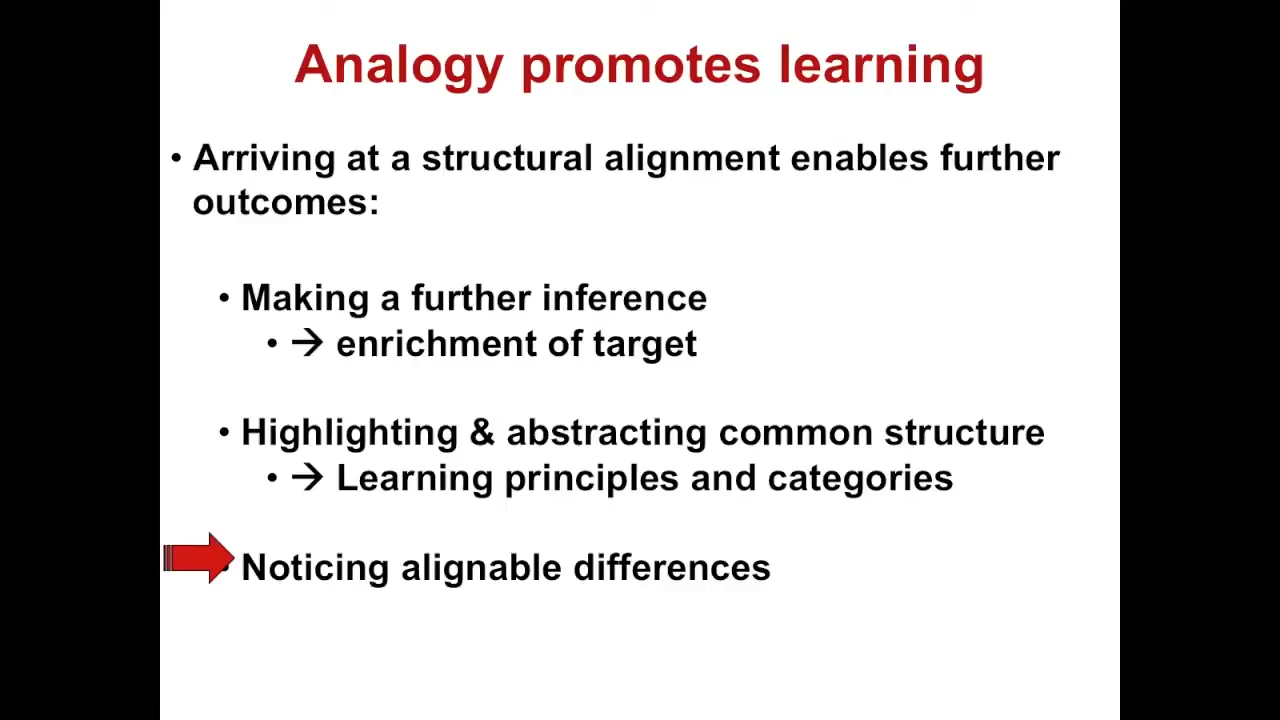 Analogy promotes learning
• Arriving at a structural alignment enables further
outcomes:
• Making a further inference
• → enrichment of target
• Highlighting & abstracting common structure
• → Learning principles and categories
• Noticing alignable differences